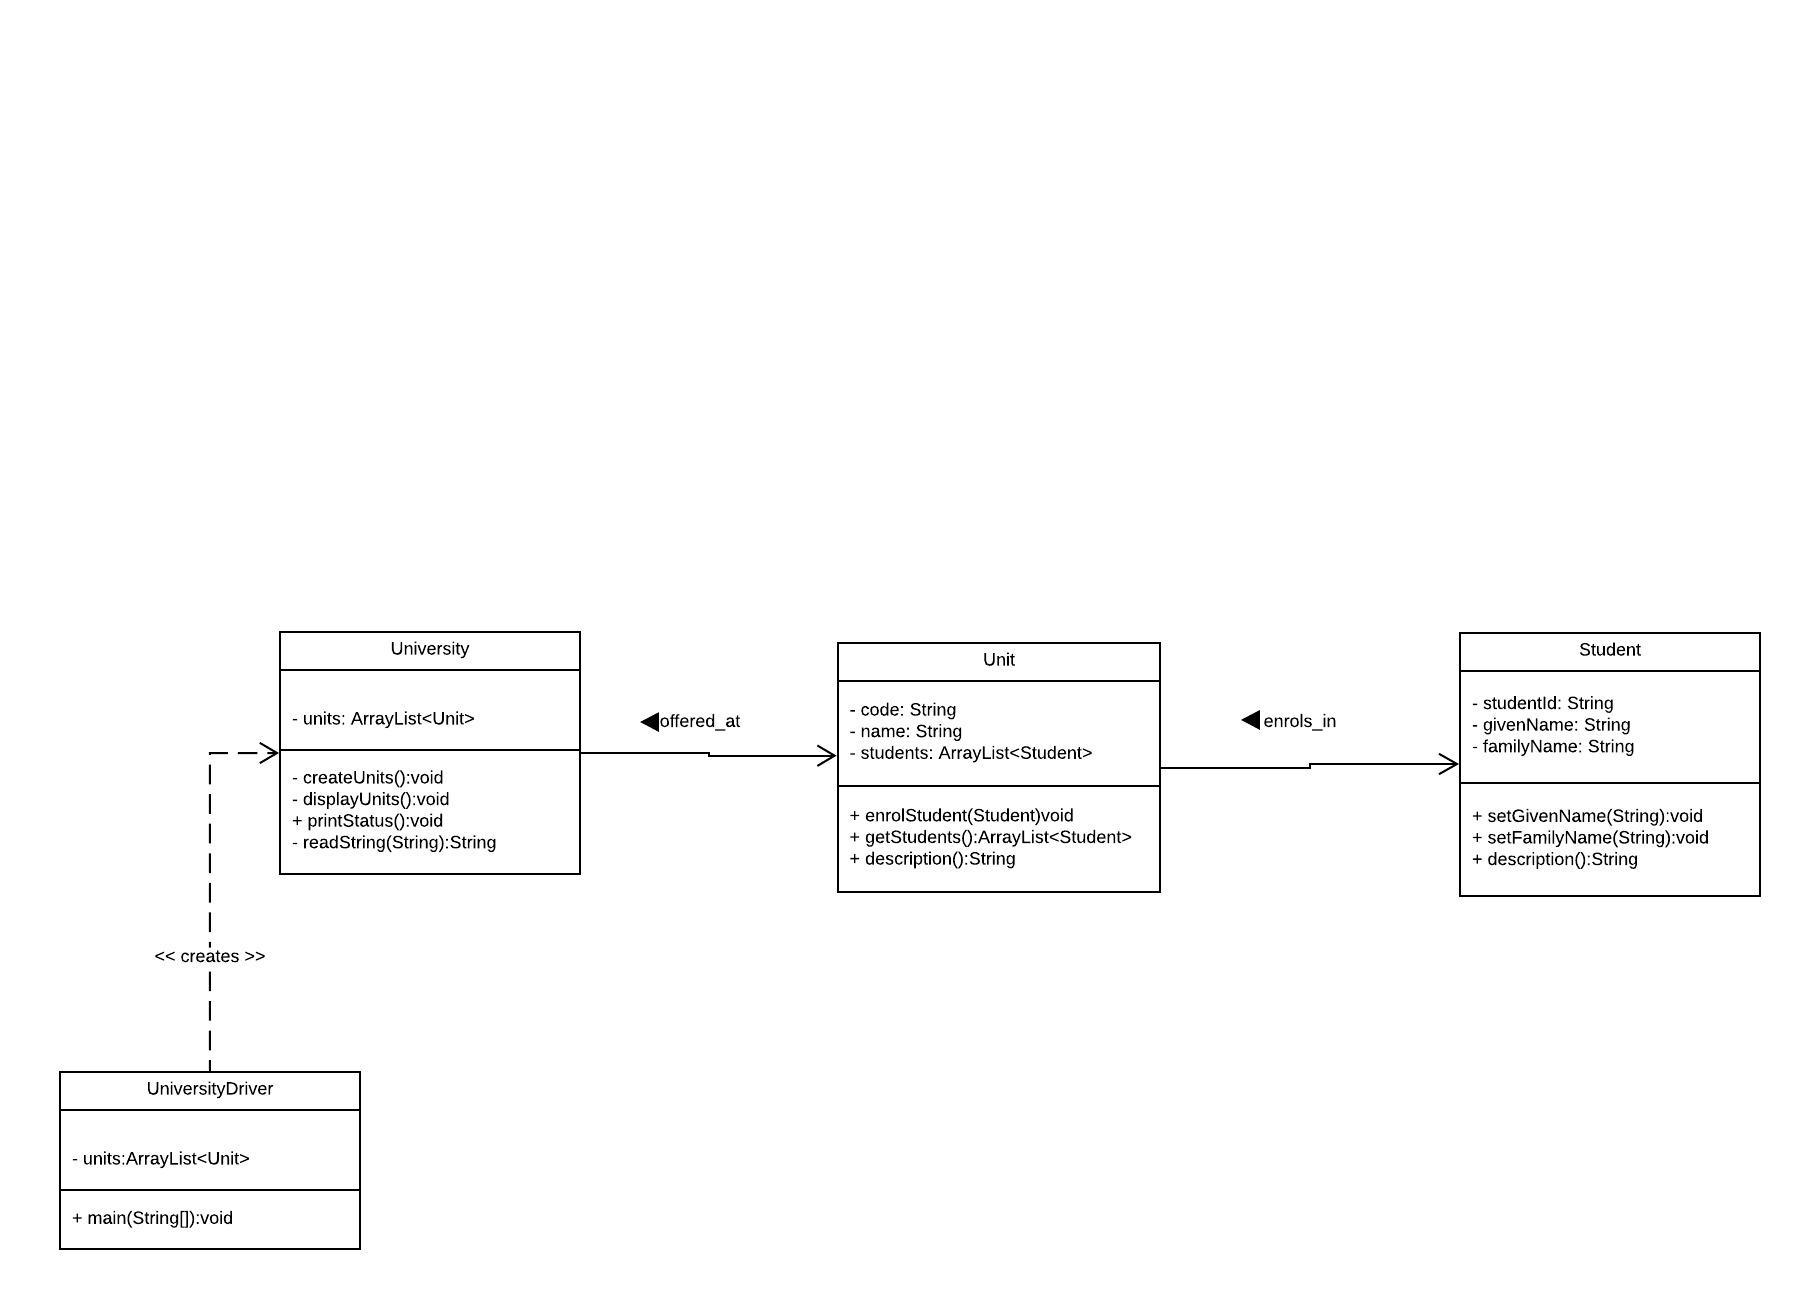 University
- units: ArrayList<Unit>
- createUnits():void
- displayUnits():void
+ printStatus():void
- readString(String):String
offered_at
Unit
- code: String
- name: String
- students: ArrayList<Student>
+ enrolStudent(Student)void
+ getStudents():ArrayList<Student>
+ description():String
enrols_in
Student
- studentId: String
- givenName: String
- familyName: String
+ setGivenName(String):void
+ setFamilyName(String):void
+ description():String
<< creates >>
UniversityDriver
- units:ArrayList<Unit>
+ main(String[]):void